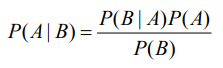 P(A | B) = P(B | A)P(A) / P(B)